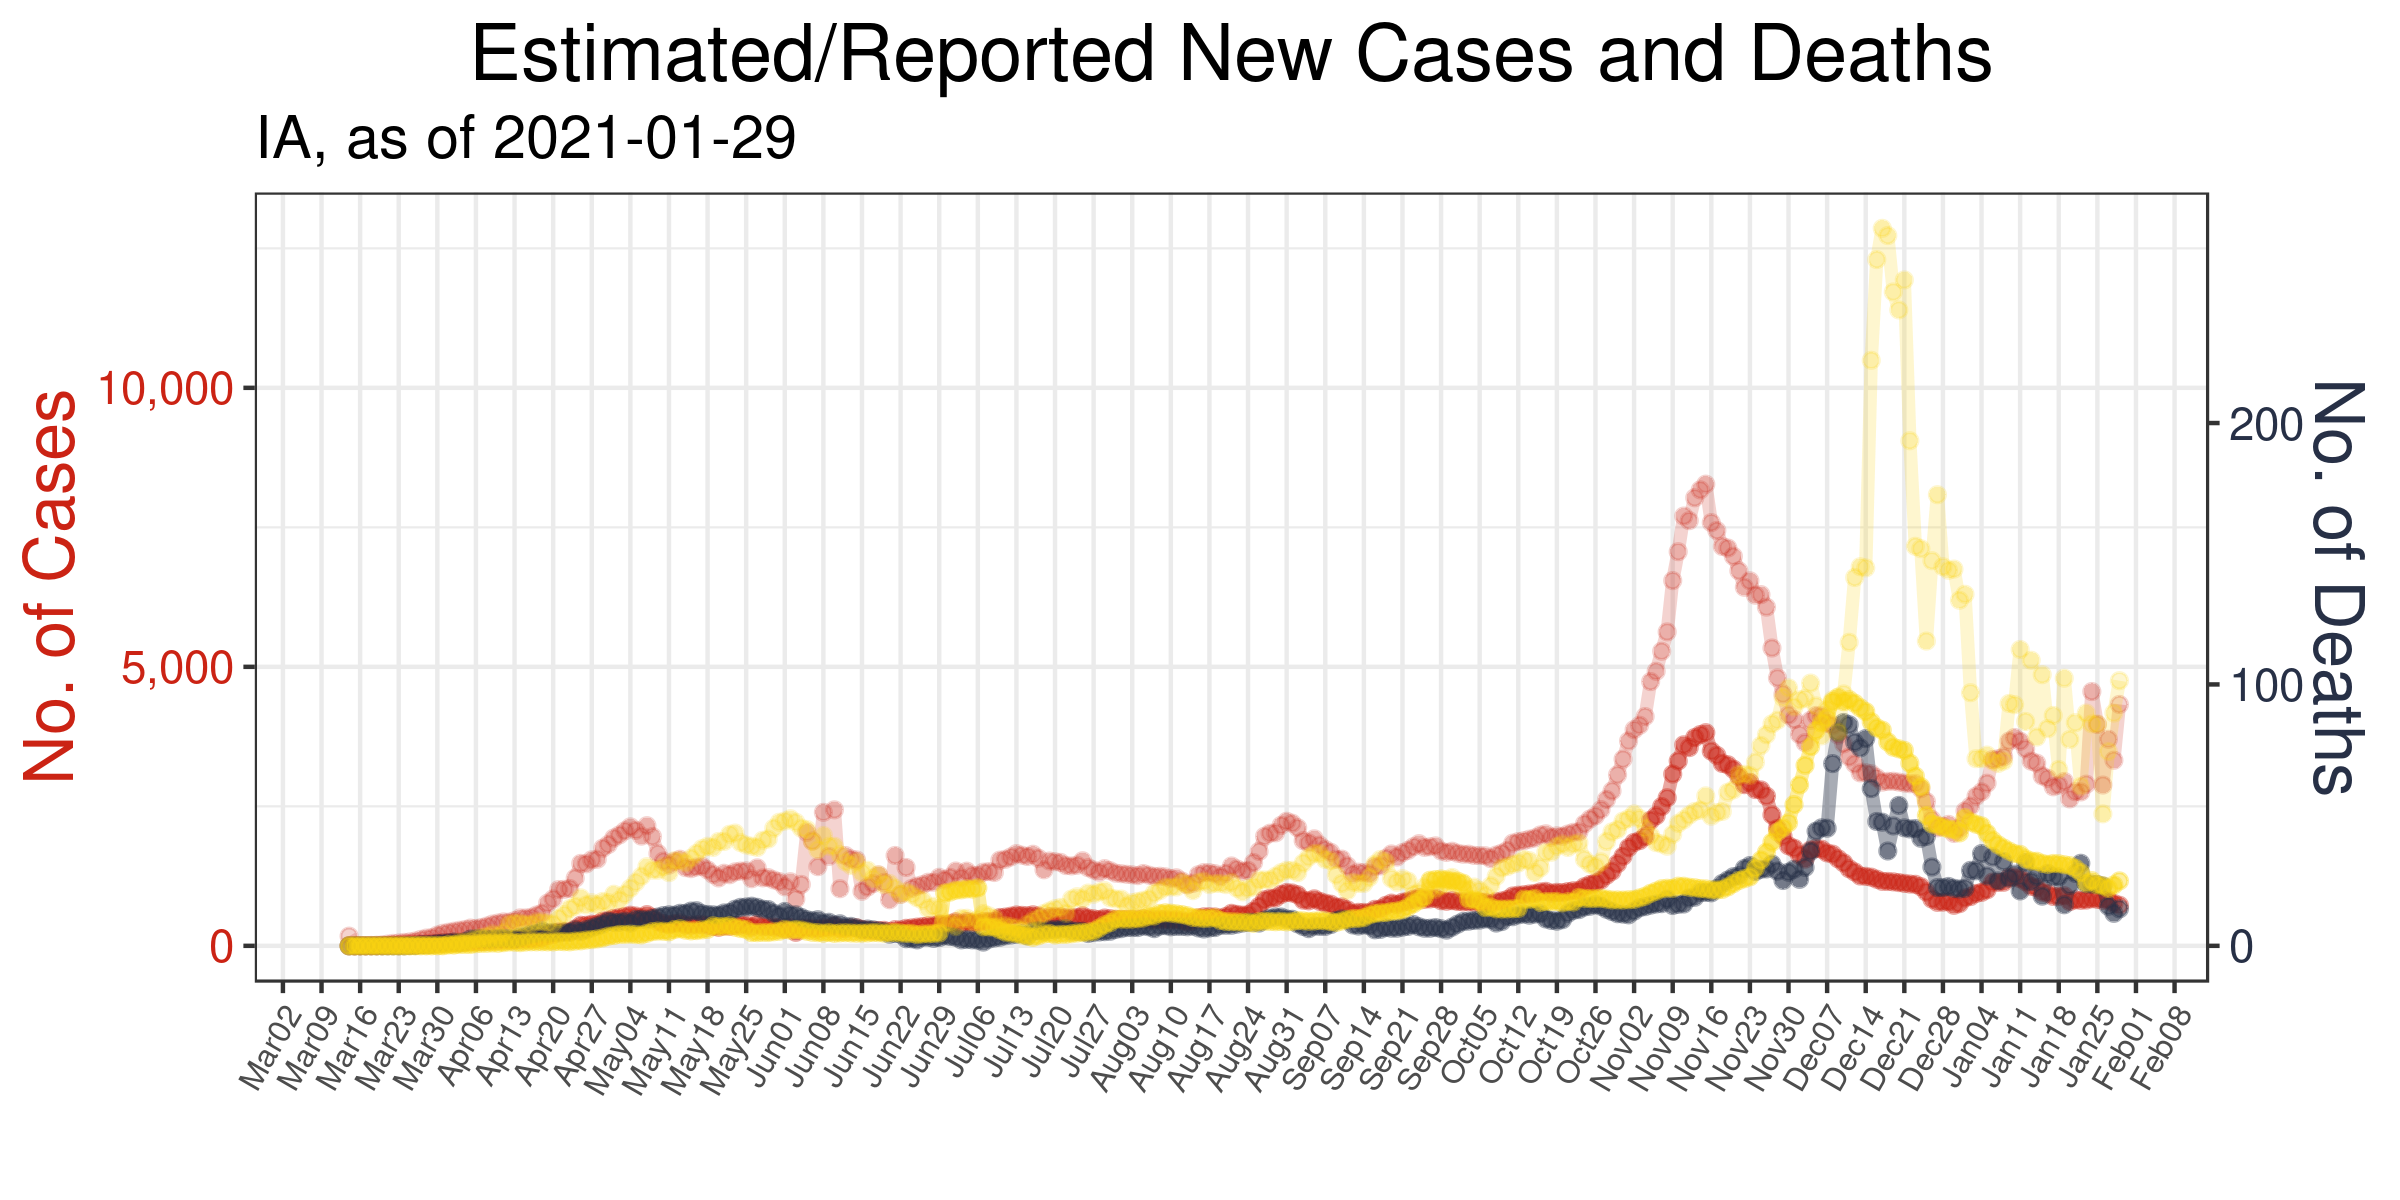 Estimated/Reported New Cases and Deaths
IA, as of 2021-01-29
No. of Cases
10,000
5,000
0
200
100
0
No. of Deaths
Mar02 Mar09 Mar16 Mar23 Mar30 Apr06 Apr13 Apr20 Apr27 May04 May11 May18 May25 Jun01 Jun08 Jun15 Jun22 Jun29 Jul06 Jul13 Jul20 Jul27 Aug03 Aug10 Aug17 Aug24 Aug31 Sep07 Sep14 Sep21 Sep28 Oct05 Oct12 Oct19 Oct26 Nov02 Nov09 Nov16 Nov23 Nov30 Dec07 Dec14 Dec21 Dec28 Jan04 Jan11 Jan18 Jan25 Feb01 Feb08